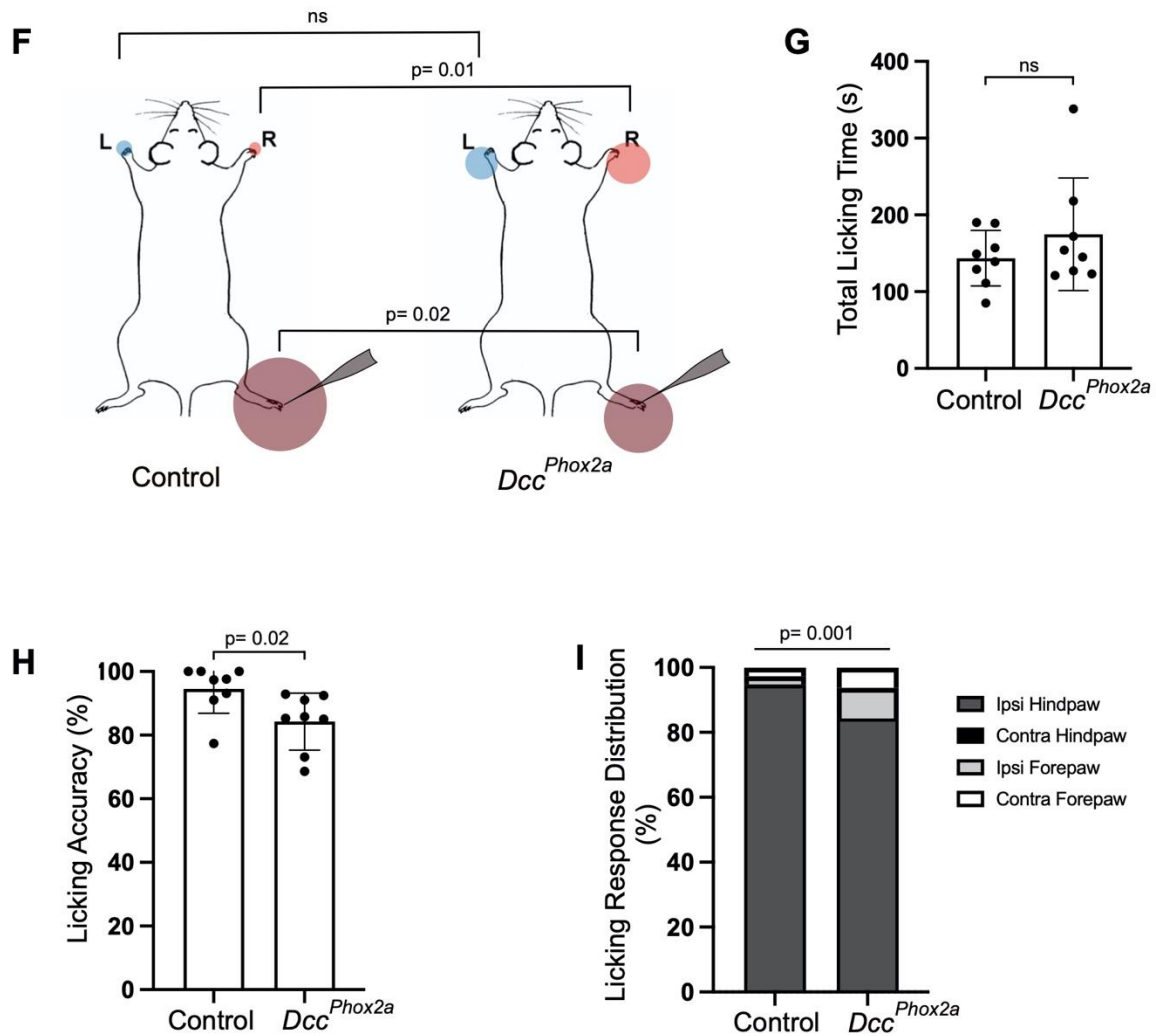 F
ns
p= 0.01
L
R
L
R
p= 0.02
Control
Dcc^Phox2a
G
400
300
200
100
0
Total Licking Time (s)
ns
Control
Dcc^Phox2a
H
100
80
60
40
20
0
Licking Accuracy (%)
p= 0.02
Control
Dcc^Phox2a
I
100
80
60
40
20
0
Licking Response Distribution
(%)
p= 0.001
Control
Dcc^Phox2a
Ipsi Hindpaw
Contra Hindpaw
Ipsi Forepaw
Contra Forepaw